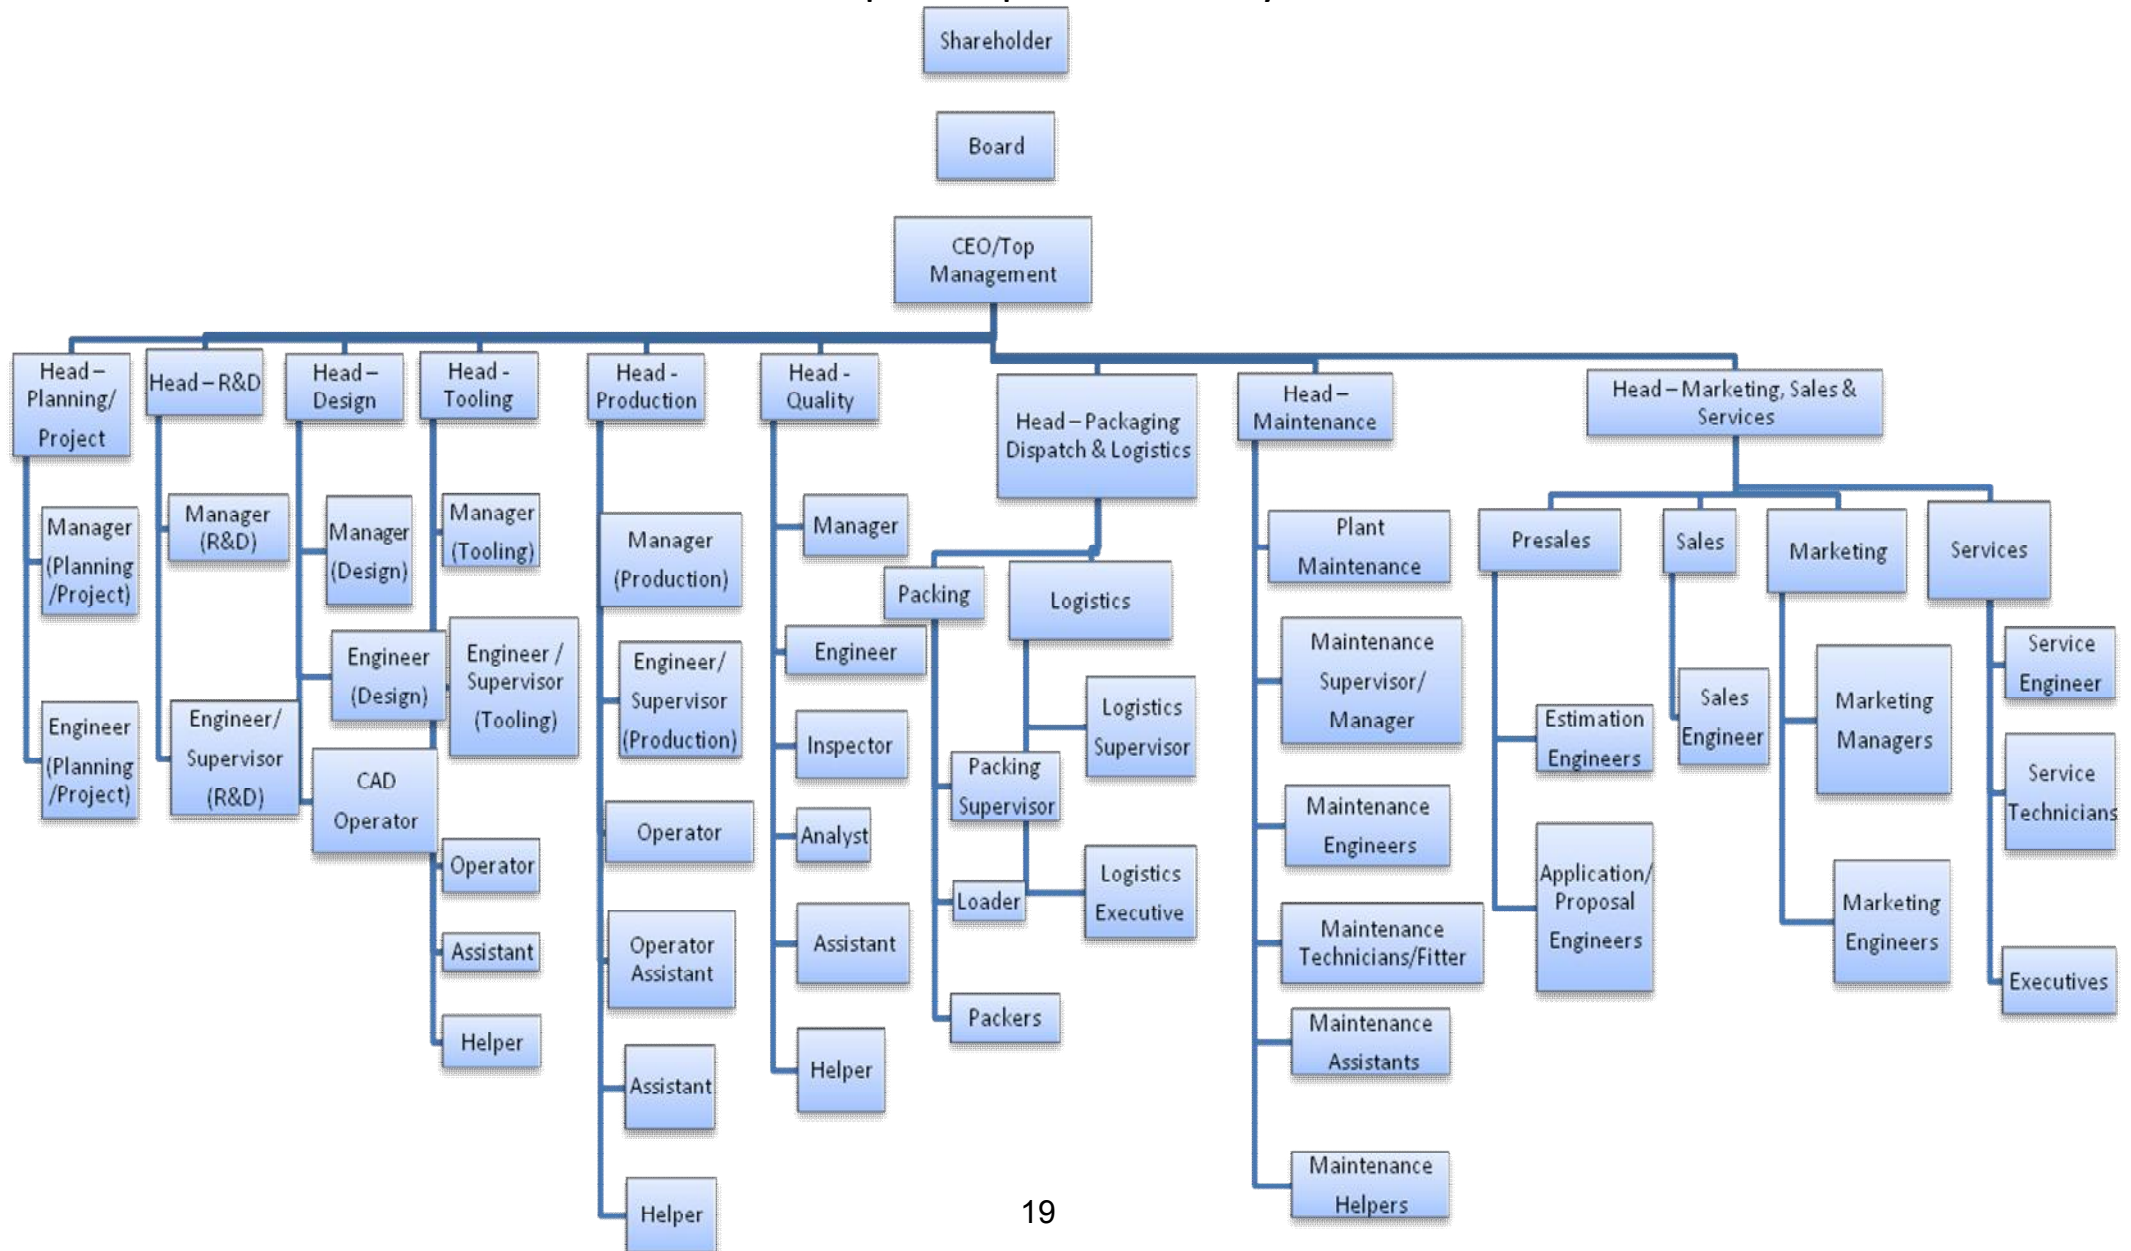 Shareholder
Board
CEO/Top
Management
Head –
Planning/
Project
Manager
(Planning
/Project)
Engineer
(Planning
/Project)
Head – R&D
Manager
(R&D)
Engineer/
Supervisor
(R&D)
Head –
Design
Manager
(Design)
Engineer
(Design)
CAD
Operator
Head -
Tooling
Manager
(Tooling)
Engineer /
Supervisor
(Tooling)
Operator
Assistant
Helper
Head -
Production
Manager
(Production)
Engineer/
Supervisor
(Production)
Operator
Operator
Assistant
Assistant
Helper
Head -
Quality
Manager
Engineer
Inspector
Analyst
Assistant
Helper
Head – Packaging
Dispatch & Logistics
Packing
Packing
Supervisor
Loader
Packers
Logistics
Logistics
Supervisor
Logistics
Executive
Head –
Maintenance
Plant
Maintenance
Maintenance
Supervisor/
Manager
Maintenance
Engineers
Maintenance
Technicians/Fitter
Maintenance
Assistants
Maintenance
Helpers
Head – Marketing, Sales &
Services
Presales
Estimation
Engineers
Application/
Proposal
Engineers
Sales
Sales
Engineer
Marketing
Marketing
Managers
Marketing
Engineers
Services
Service
Engineer
Service
Technicians
Executives
19